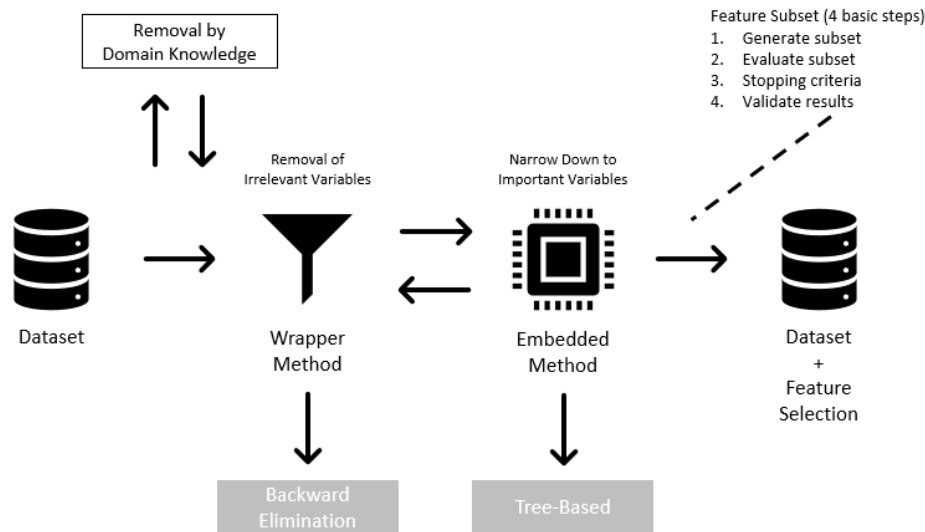 Removal by
Domain Knowledge
Feature Subset (4 basic steps)
1. Generate subset
2. Evaluate subset
3. Stopping criteria
4. Validate results
Removal of
Irrelevant Variables
Narrow Down to
Important Variables
Dataset
Wrapper
Method
Embedded
Method
Dataset
+
Feature
Selection
Backward
Elimination
Tree-Based